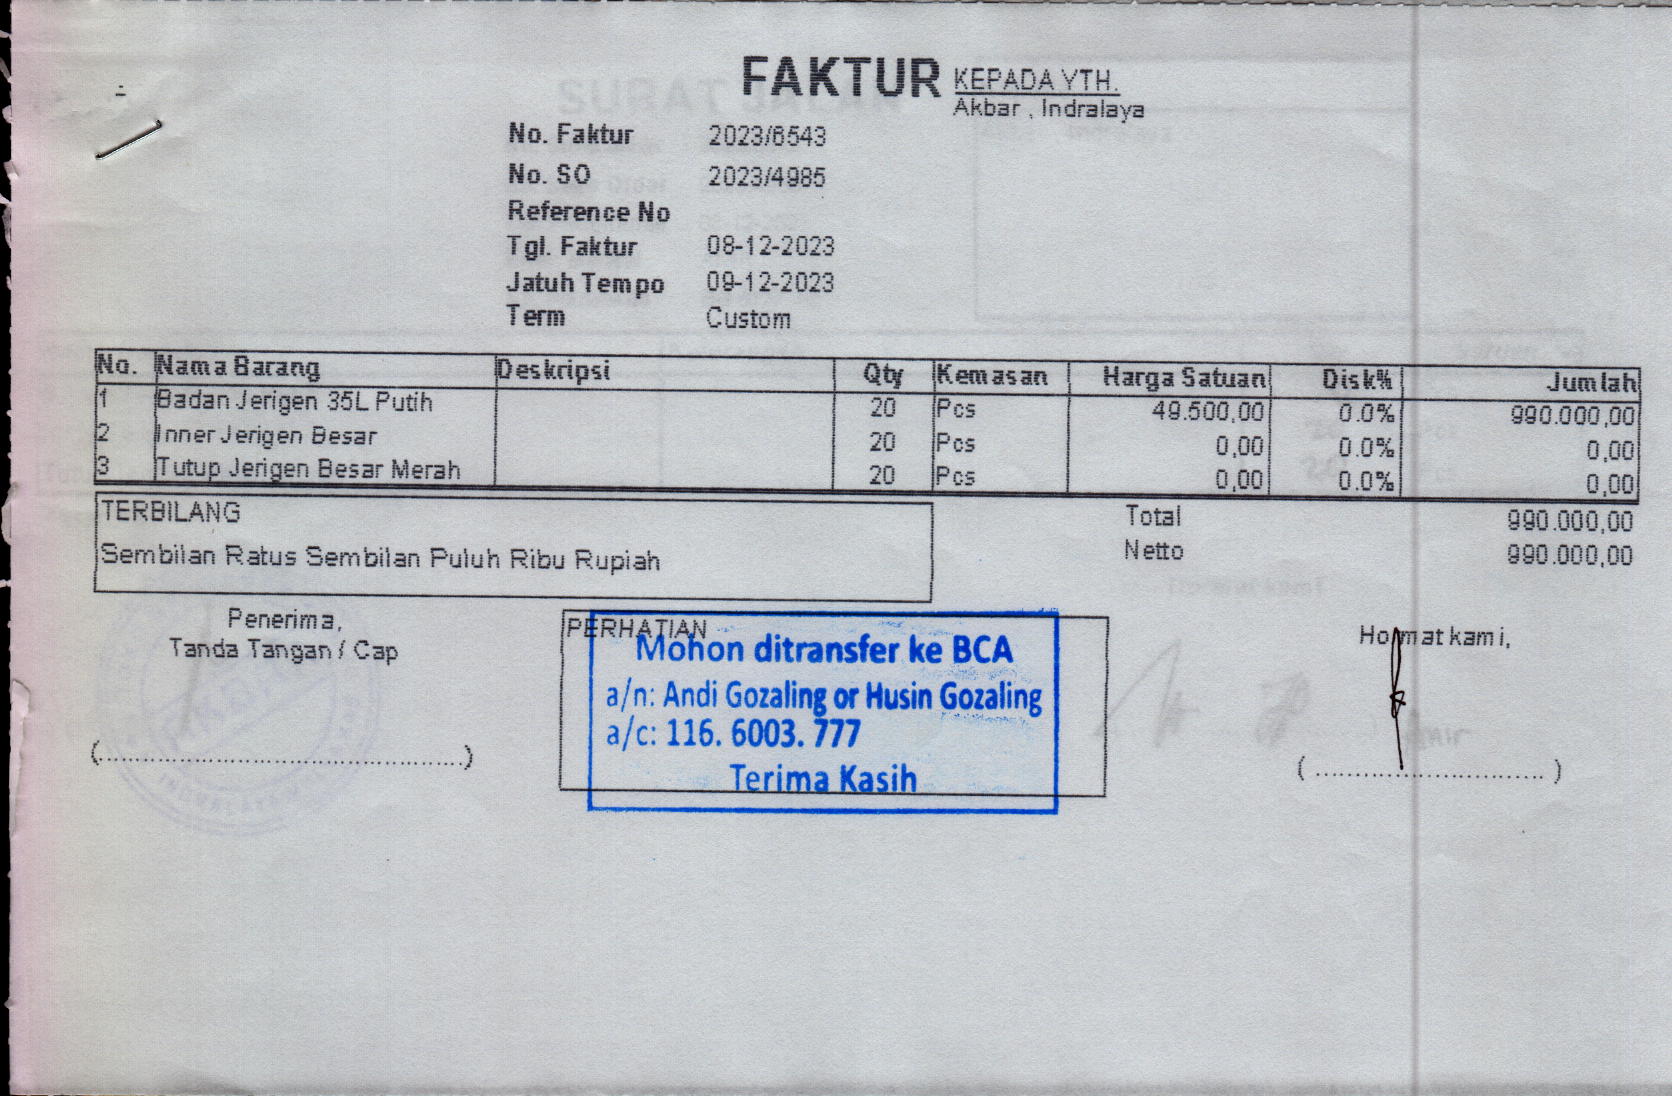 FAKTUR
KEPADA YTH.
Akbar , Indralaya
No. Faktur 2023/6543
No. SO 2023/4985
Reference No
Tgl. Faktur 08-12-2023
Jatuh Tempo 09-12-2023
Term Custom
No. Nama Barang Deskripsi Qty Kemasan Harga Satuan Disk% Jumlah
1 Badan Jerigen 35L Putih 20 Pcs 49.500,00 0.0% 990.000,00
2 Inner Jerigen Besar 20 Pcs 0,00 0.0% 0,00
3 Tutup Jerigen Besar Merah 20 Pcs 0,00 0.0% 0,00
TERBILANG
Sembilan Ratus Sembilan Puluh Ribu Rupiah
Total 990.000,00
Netto 990.000,00
Penerima,
Tanda Tangan / Cap
(................................................)
PERHATIAN
Mohon ditransfer ke BCA
a/n: Andi Gozaling or Husin Gozaling
a/c: 116. 6003. 777
Terima Kasih
Hormat kami,
( .............................. )
SURAT JALAN